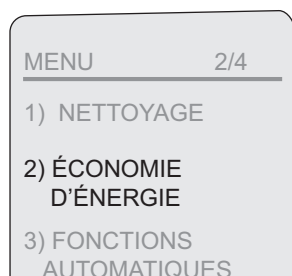 MENU 2/4
1) NETTOYAGE
2) ÉCONOMIE
D'ÉNERGIE
3) FONCTIONS
AUTOMATIQUES